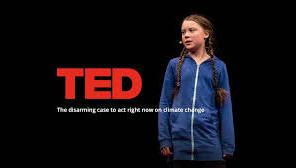 TED
The disarming case to act right now on climate change